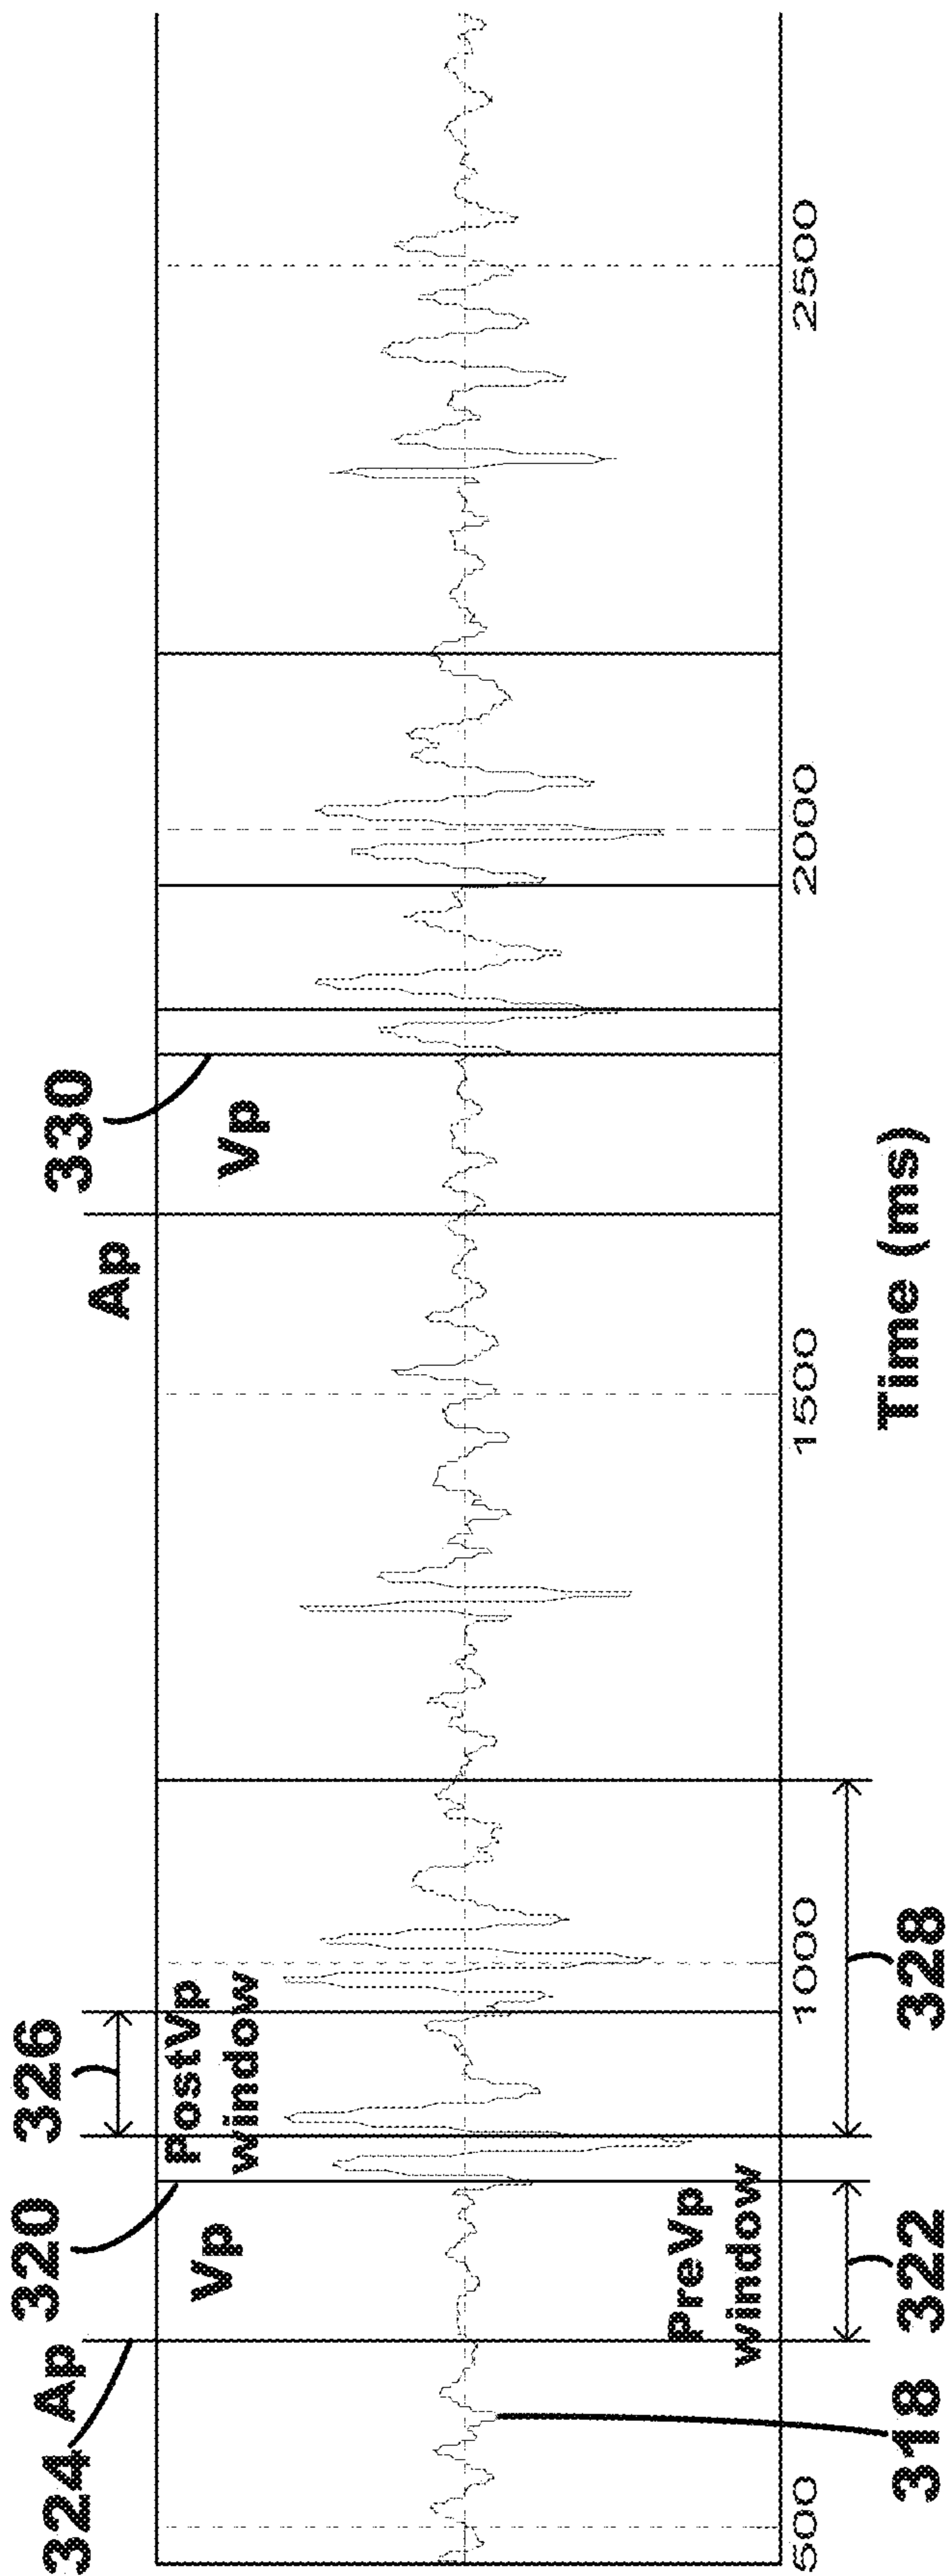 324
Ap
320
326
Ap
330
Vp
PostVp
window
Vp
PreVp
window
500
1000
1500
2000
2500
318
322
328
Time (ms)